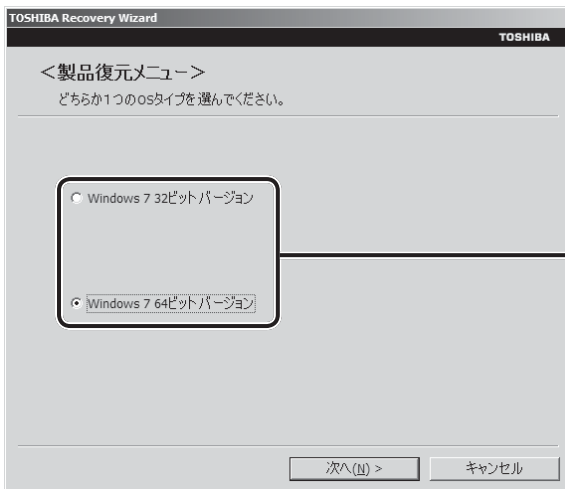 TOSHIBA Recovery Wizard
TOSHIBA
＜製品復元メニュー＞
どちらか1つのOSタイプを選んでください。
Windows 7 32ビットバージョン
Windows 7 64ビットバージョン
次へ(N) >
キャンセル